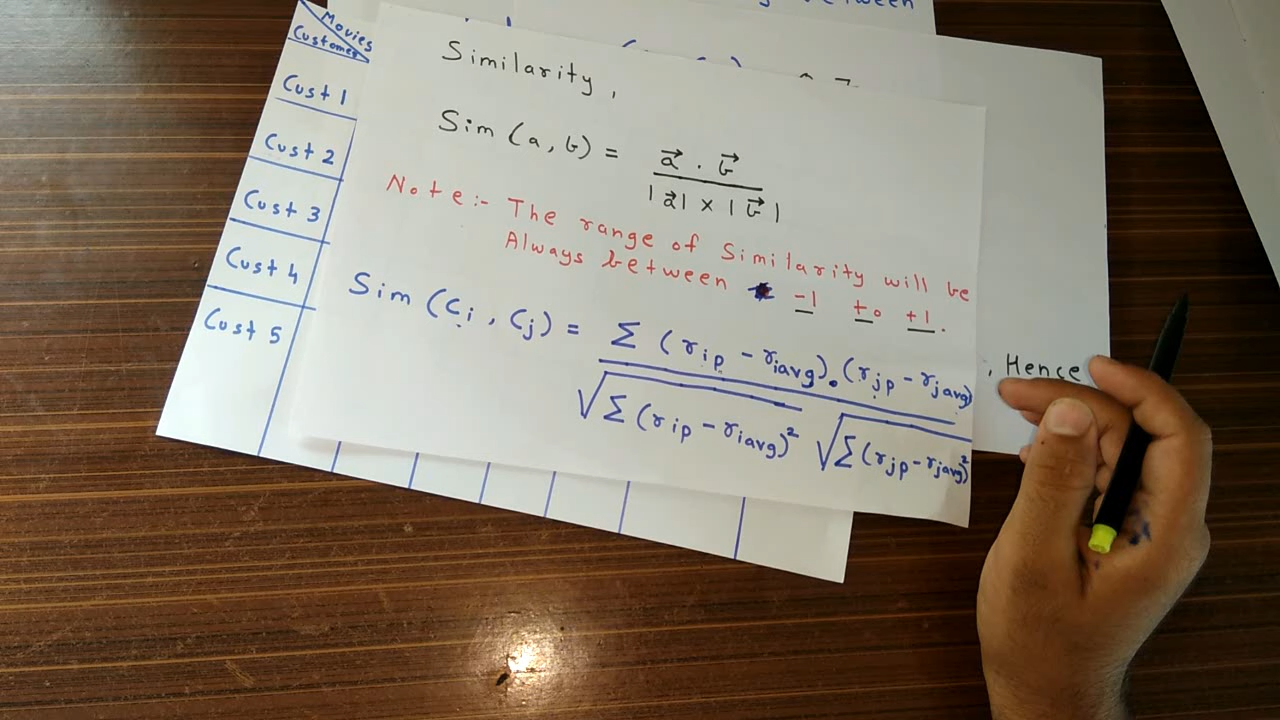 between
Movies
Customer
Cust 1
Cust 2
Cust 3
Cust 4
Cust 5
Similarity,
Sim (a, b) = a⃗ . b⃗ / |a⃗| × |b⃗|
Note:- The range of Similarity will be
Always between -1 to +1.
Sim (Ci, Cj) = Σ (rip - riavg).(rjp - rjavg) / √Σ(rip - riavg)² √Σ(rjp - rjavg)²
, Hence